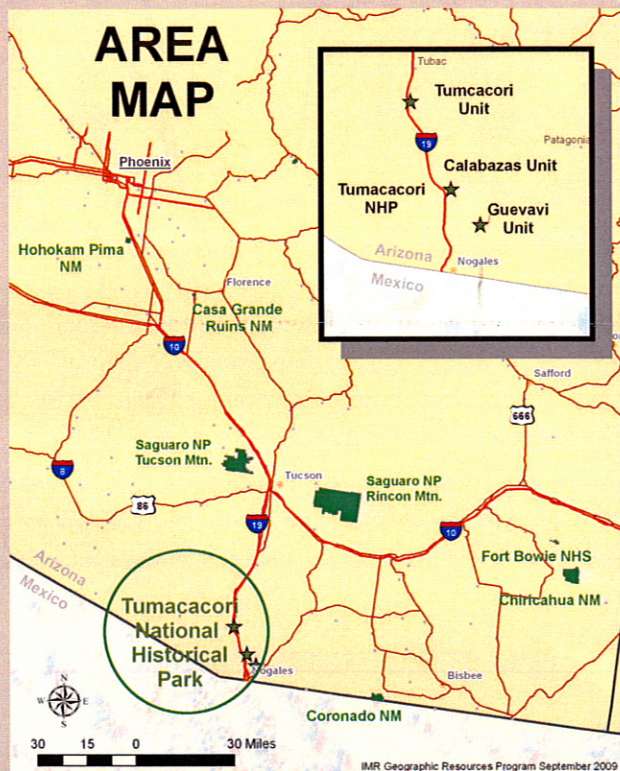 AREA
MAP
Phoenix
Hohokam Pima
NM
Florence
Casa Grande
Ruins NM
10
Safford
666
Saguaro NP
Tucson Mtn.
8
Tucson
Saguaro NP
Rincon Mtn.
86
19
10
Arizona
Mexico
Fort Bowie NHS
Chiricahua NM
Tumacacori
National
Historical
Park
Nogales
Bisbee
Coronado NM
N
W E
S
30 15 0 30 Miles
IMR Geographic Resources Program September 2009
Tubac
Tumcacori
Unit
19
Patagonia
Calabazas Unit
Tumacacori
NHP
Guevavi
Unit
Arizona
Nogales
Mexico